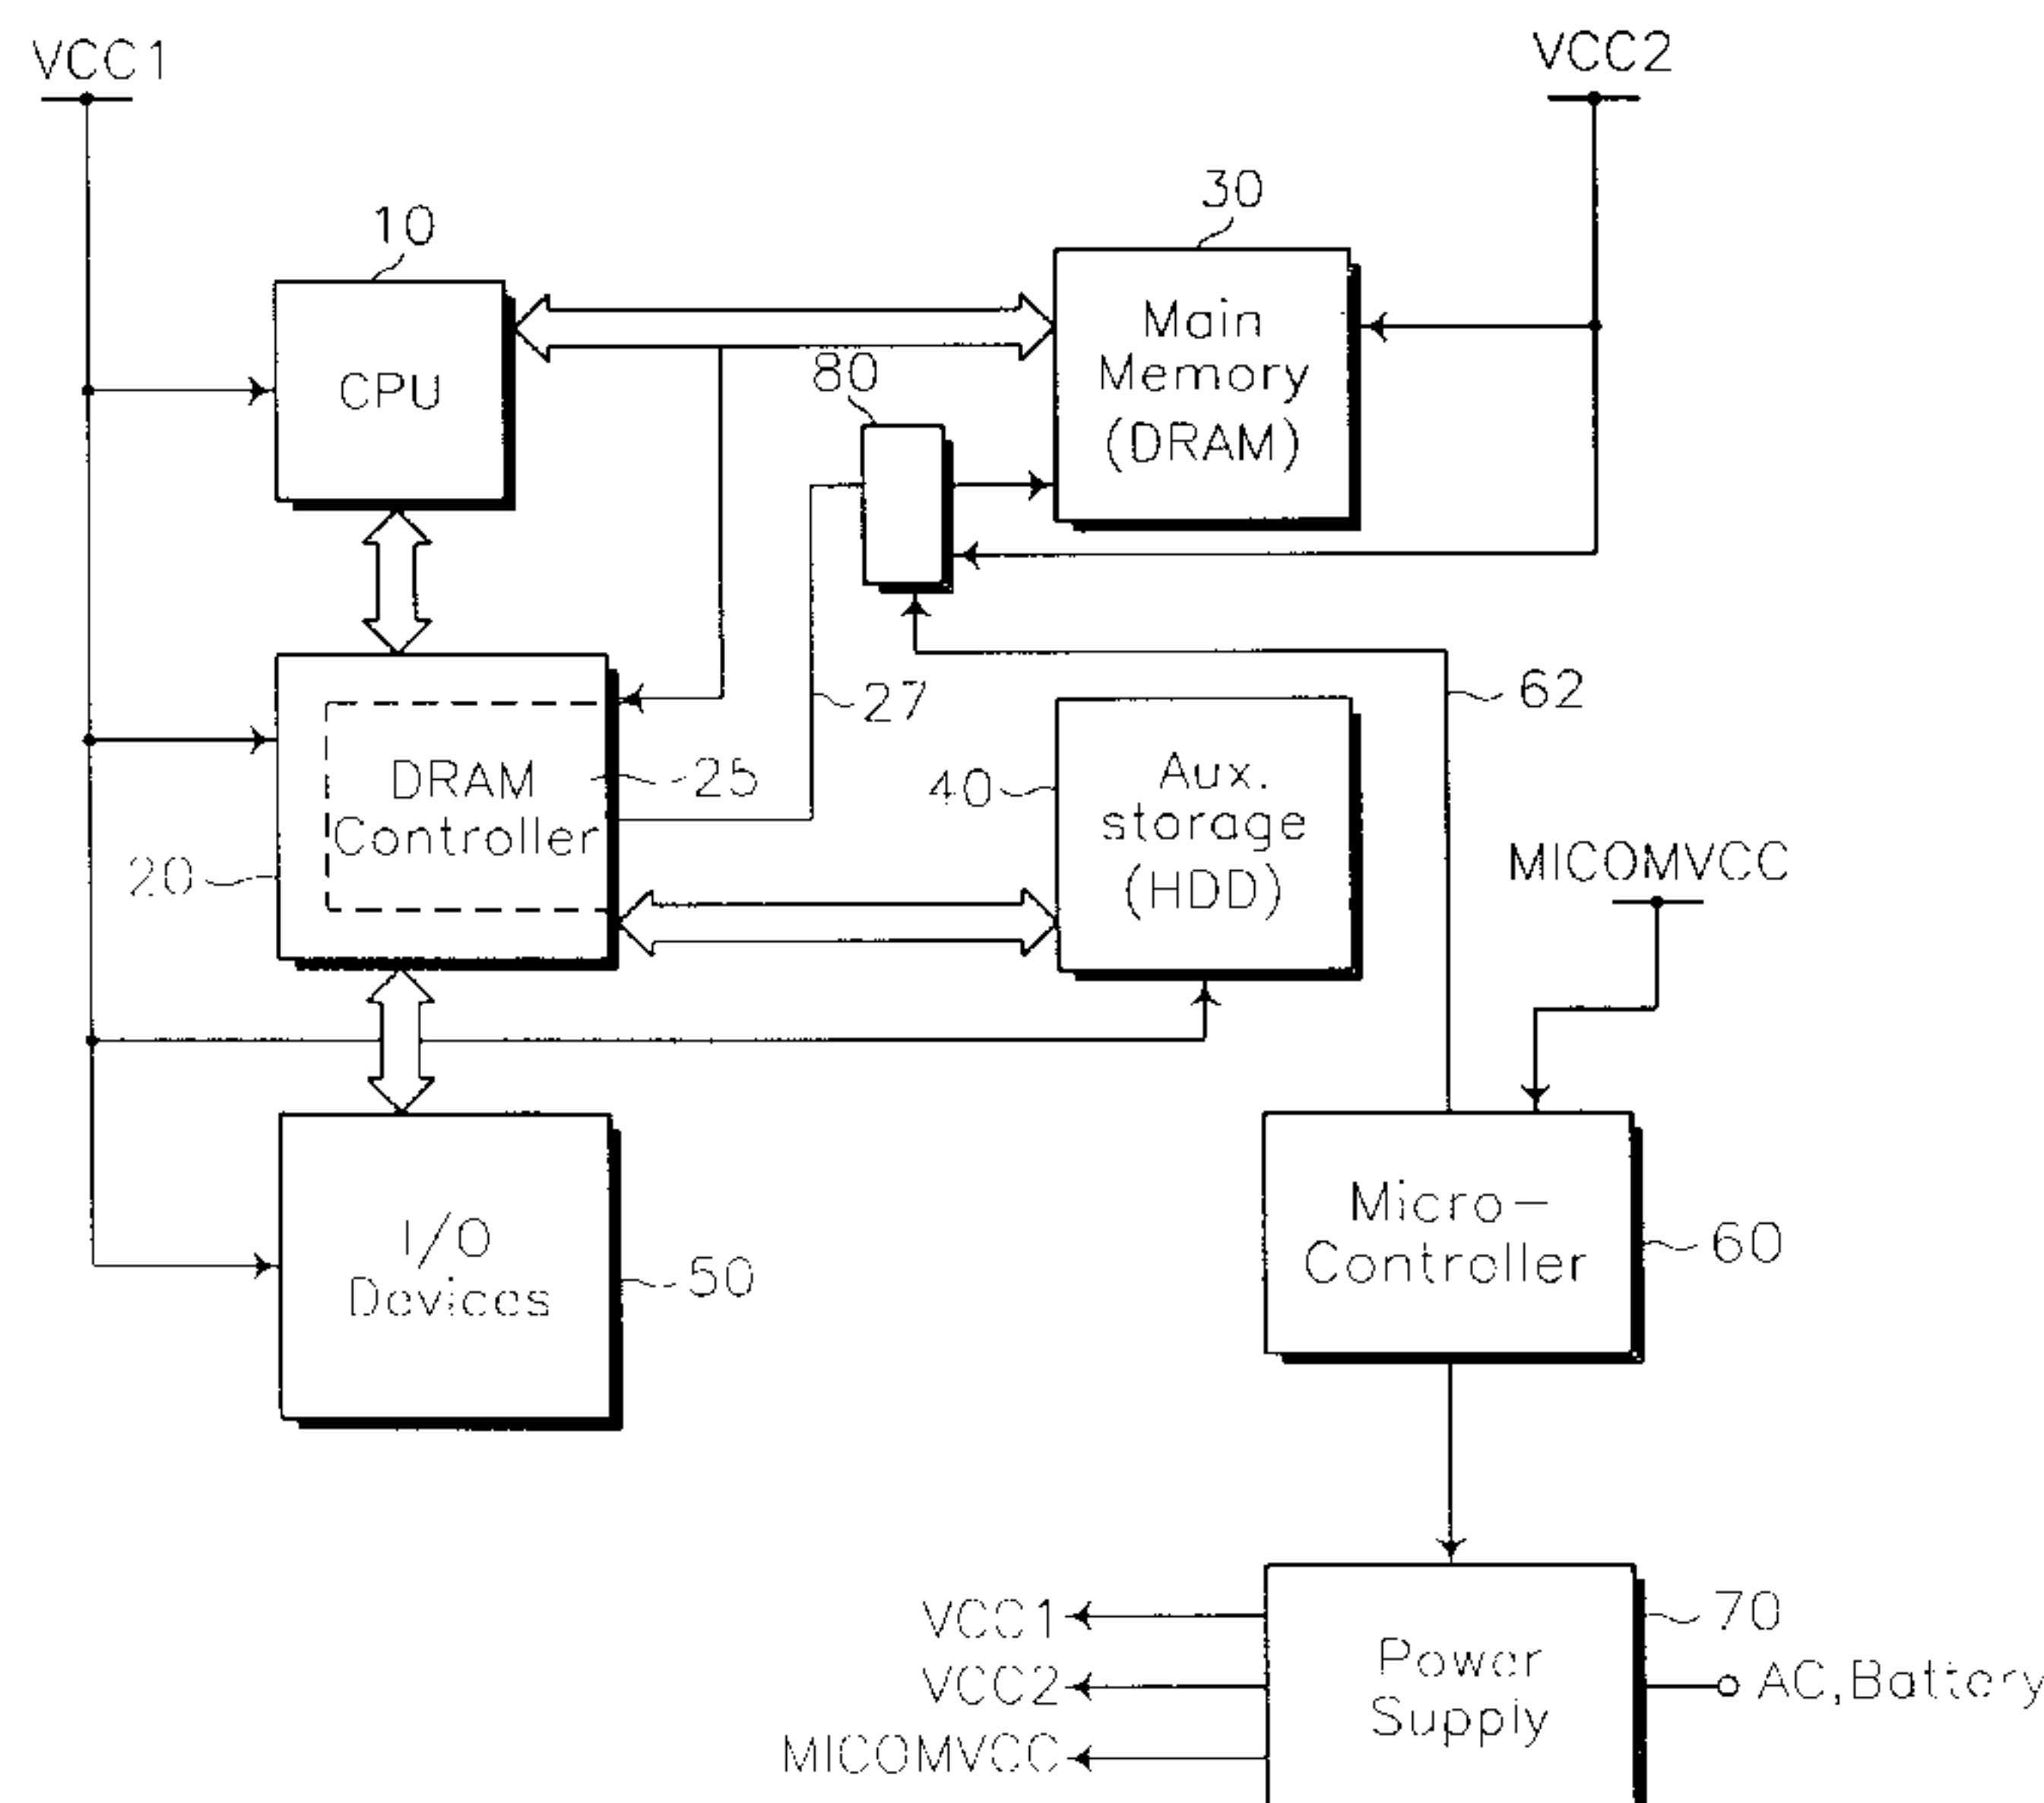 VCC1
VCC2
30
10
Main
Memory
(DRAM)
80
CPU
27
62
DRAM
Controller
25
40
Aux.
storage
(HDD)
20
MICOMVCC
I/O
Devices
50
Micro-
Controller
60
VCC1
VCC2
MICOMVCC
Power
Supply
70
AC,Battery